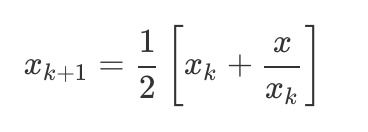 x_{k+1} = \frac{1}{2} \left[ x_k + \frac{x}{x_k} \right]